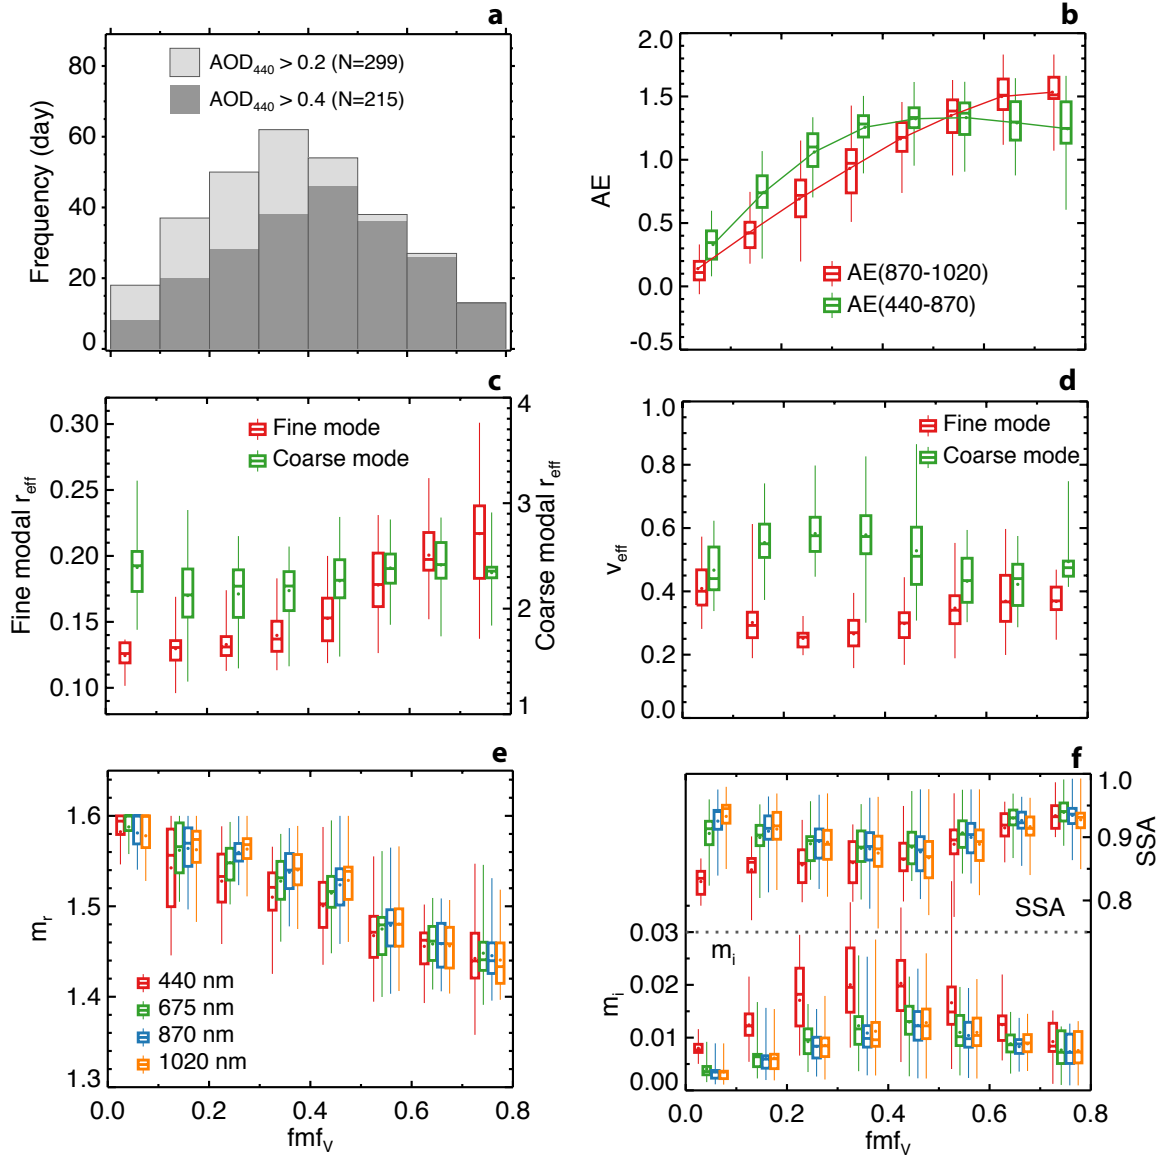 a
AOD440 > 0.2 (N=299)
AOD440 > 0.4 (N=215)
80
60
40
20
0
Frequency (day)
b
2.0
1.5
1.0
0.5
0.0
-0.5
AE
AE(870-1020)
AE(440-870)
c
Fine mode
Coarse mode
0.30
0.25
0.20
0.15
0.10
Fine modal reff
4
3
2
1
Coarse modal reff
d
Fine mode
Coarse mode
1.0
0.8
0.6
0.4
0.2
0.0
veff
e
1.6
1.5
1.4
1.3
mr
440 nm
675 nm
870 nm
1020 nm
0.0 0.2 0.4 0.6 0.8
fmfV
f
1.0
0.9
0.8
SSA
SSA
mi
0.03
0.02
0.01
0.00
mi
0.0 0.2 0.4 0.6 0.8
fmfV